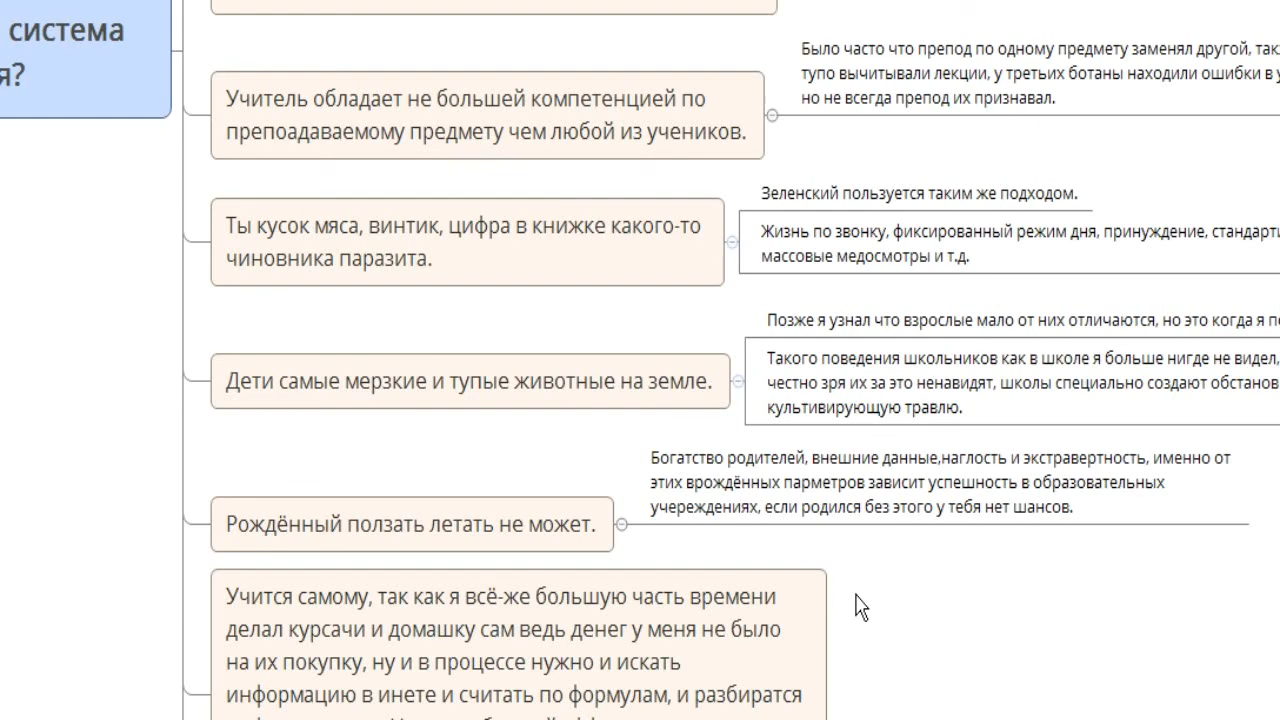 система
я?
Было часто что препод по одному предмету заменял другой,
тупо вычитывали лекции, у третьих ботаны находили ошибки в
но не всегда препод их признавал.
Учитель обладает не большей компетенцией по
препоадаваемому предмету чем любой из учеников.
Зеленский пользуется таким же подходом.
Ты кусок мяса, винтик, цифра в книжке какого-то
чиновника паразита.
Жизнь по звонку, фиксированный режим дня, принуждение,
массовые медосмотры и т.д.
Позже я узнал что взрослые мало от них отличаются, но это когда я
Дети самые мерзкие и тупые животные на земле.
Такого поведения школьников как в школе я больше нигде не видел,
честно зря их за это ненавидят, школы специально создают
культивирующую травлю.
Богатство родителей, внешние данные,наглость и экстравертность, именно от
этих врождённых парметров зависит успешность в образовательных
учереждениях, если родился без этого у тебя нет шансов.
Рождённый ползать летать не может.
Учится самому, так как я всё-же большую часть времени
делал курсачи и домашку сам ведь денег у меня не было
на их покупку, ну и в процессе нужно и искать
информацию в инете и считать по формулам, и разбиратся